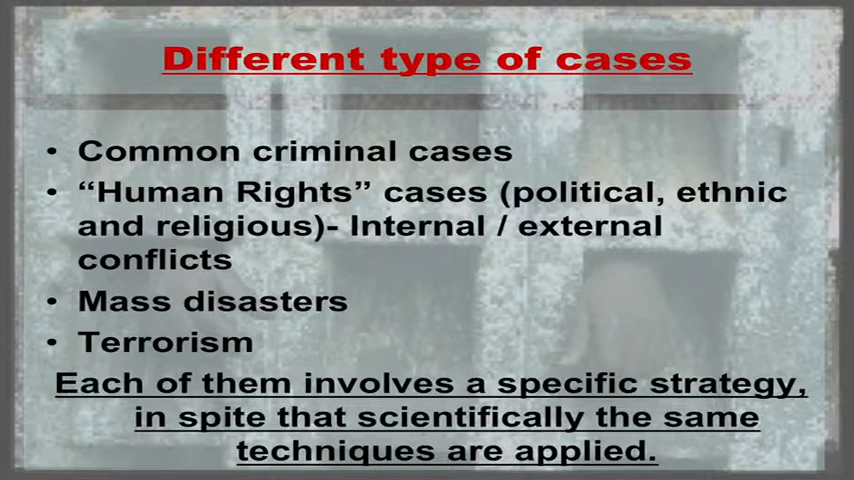 Different type of cases
• Common criminal cases
• “Human Rights” cases (political, ethnic
and religious)- Internal / external
conflicts
• Mass disasters
• Terrorism
Each of them involves a specific strategy,
in spite that scientifically the same
techniques are applied.